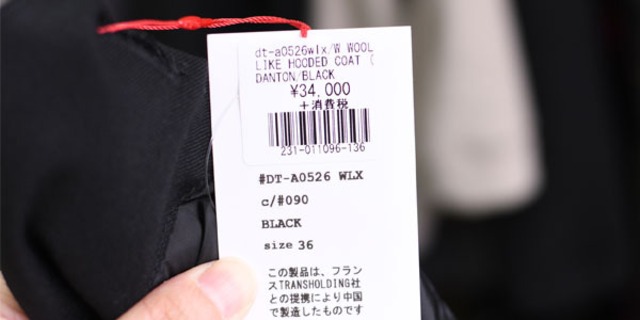 dt-a0526wlx/W WOOL
LIKE HOODED COAT (
DANTON/BLACK
¥34,000
+消費税
231-011096-136
#DT-A0526 WLX
c/#090
BLACK
size 36
この製品は、フラン
スTRANSHOLDING社
との提携により中国
で製造したものです